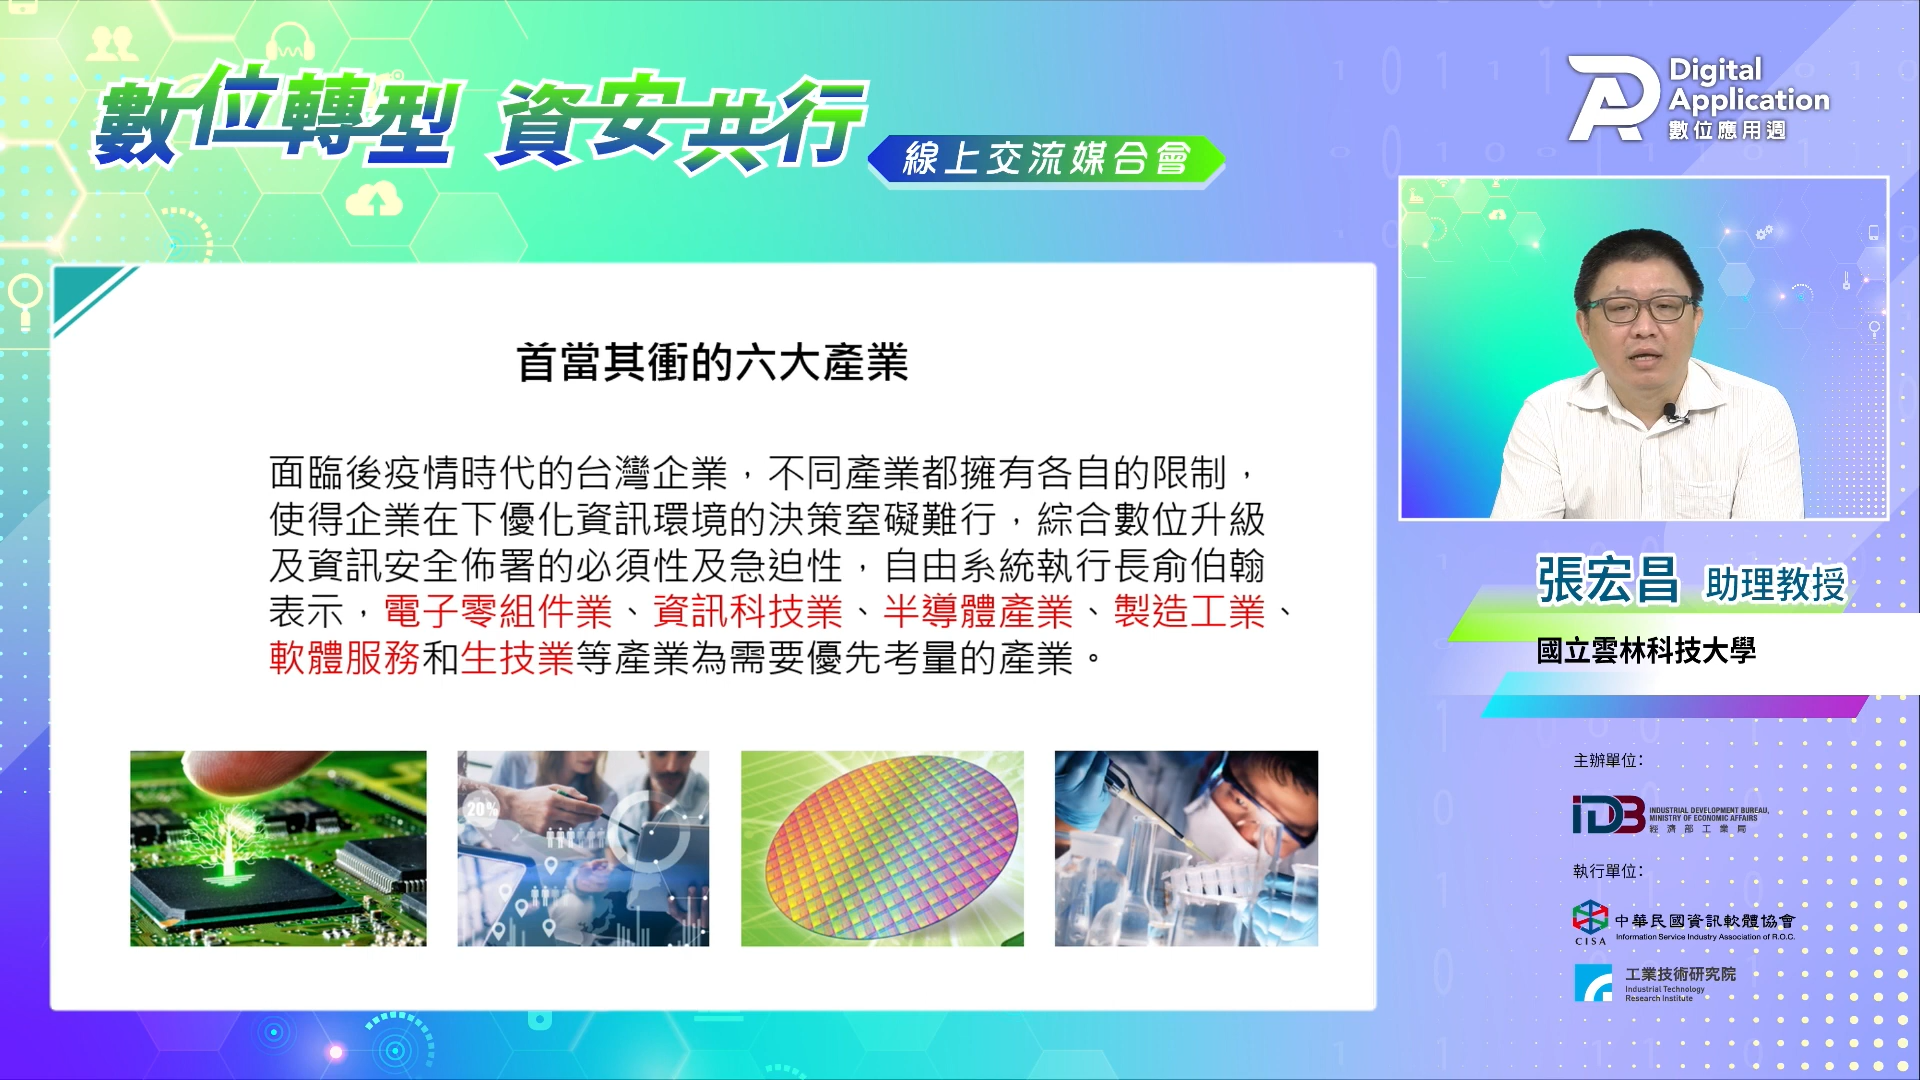 數位轉型 資安共行
線上交流媒合會
Digital
Application
數位應用週
首當其衝的六大產業
面臨後疫情時代的台灣企業，不同產業都擁有各自的限制，
使得企業在下優化資訊環境的決策窒礙難行，綜合數位升級
及資訊安全佈署的必須性及急迫性，自由系統執行長俞伯翰
表示，電子零組件業、資訊科技業、半導體產業、製造工業、
軟體服務和生技業等產業為需要優先考量的產業。
20%
張宏昌 助理教授
國立雲林科技大學
主辦單位：
iDB
INDUSTRIAL DEVELOPMENT BUREAU,
MINISTRY OF ECONOMIC AFFAIRS
經濟部工業局
執行單位：
CISA
中華民國資訊軟體協會
Information Service Industry Association of R.O.C.
工業技術研究院
Industrial Technology
Research Institute